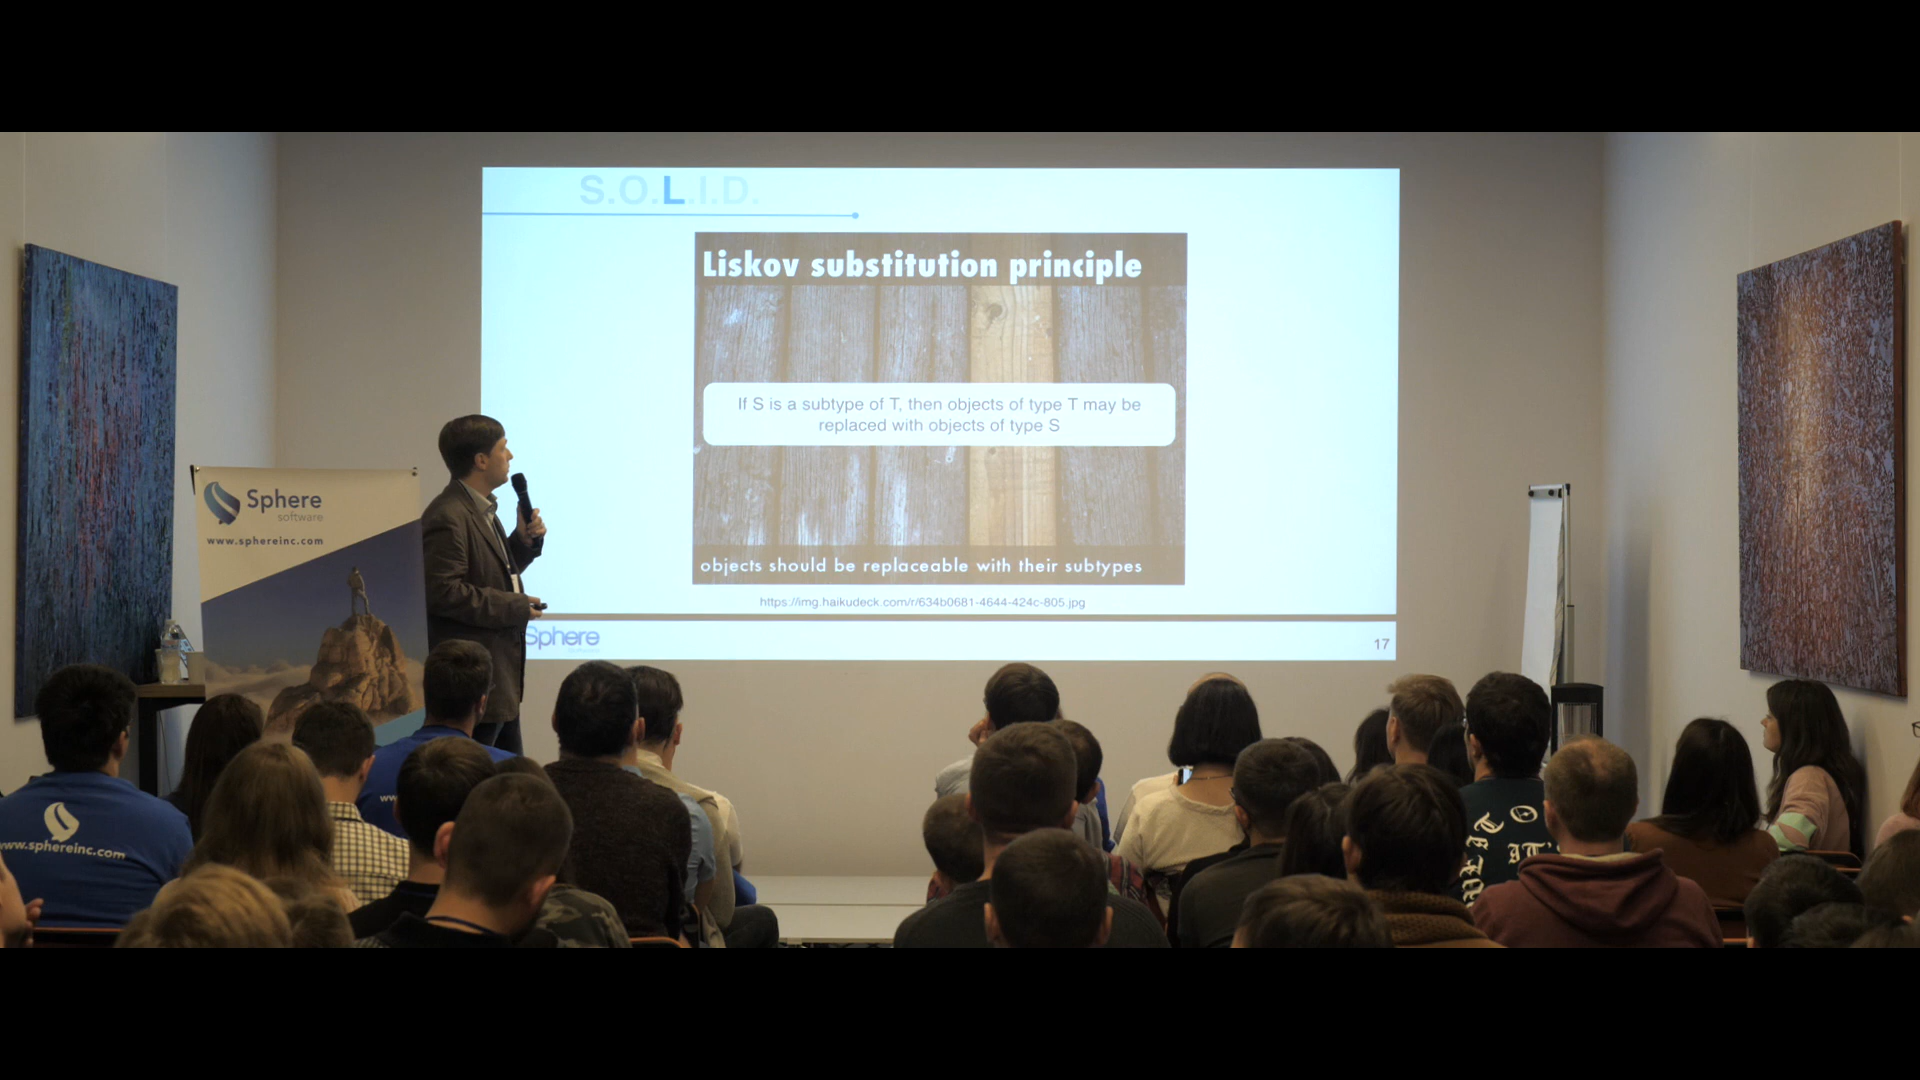 S.O.L.I.D.
Liskov substitution principle
If S is a subtype of T, then objects of type T may be
replaced with objects of type S
objects should be replaceable with their subtypes
https://img.haikudeck.com/r/634b0681-4644-424c-805.jpg
Sphere
17
Sphere
software
www.sphereinc.com
www.sphereinc.com